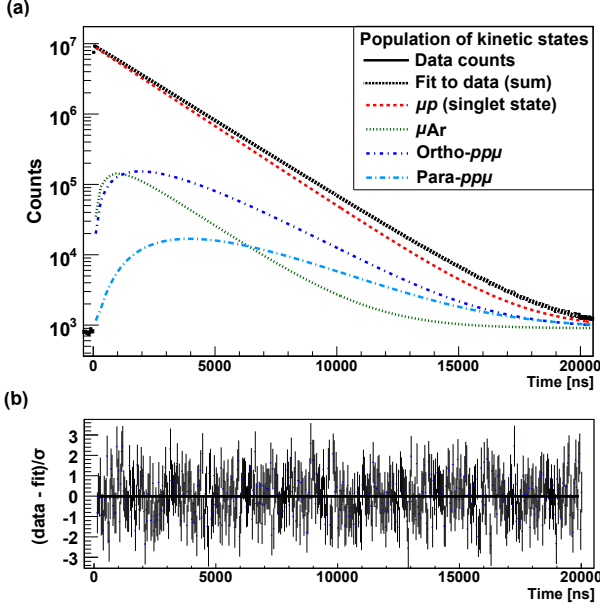 (a)
Population of kinetic states
Data counts
Fit to data (sum)
μp (singlet state)
μAr
Ortho-ppμ
Para-ppμ
Counts
10⁷
10⁶
10⁵
10⁴
10³
0 5000 10000 15000 20000
Time [ns]
(b)
(data - fit)/σ
3
2
1
0
-1
-2
-3
0 5000 10000 15000 20000
Time [ns]